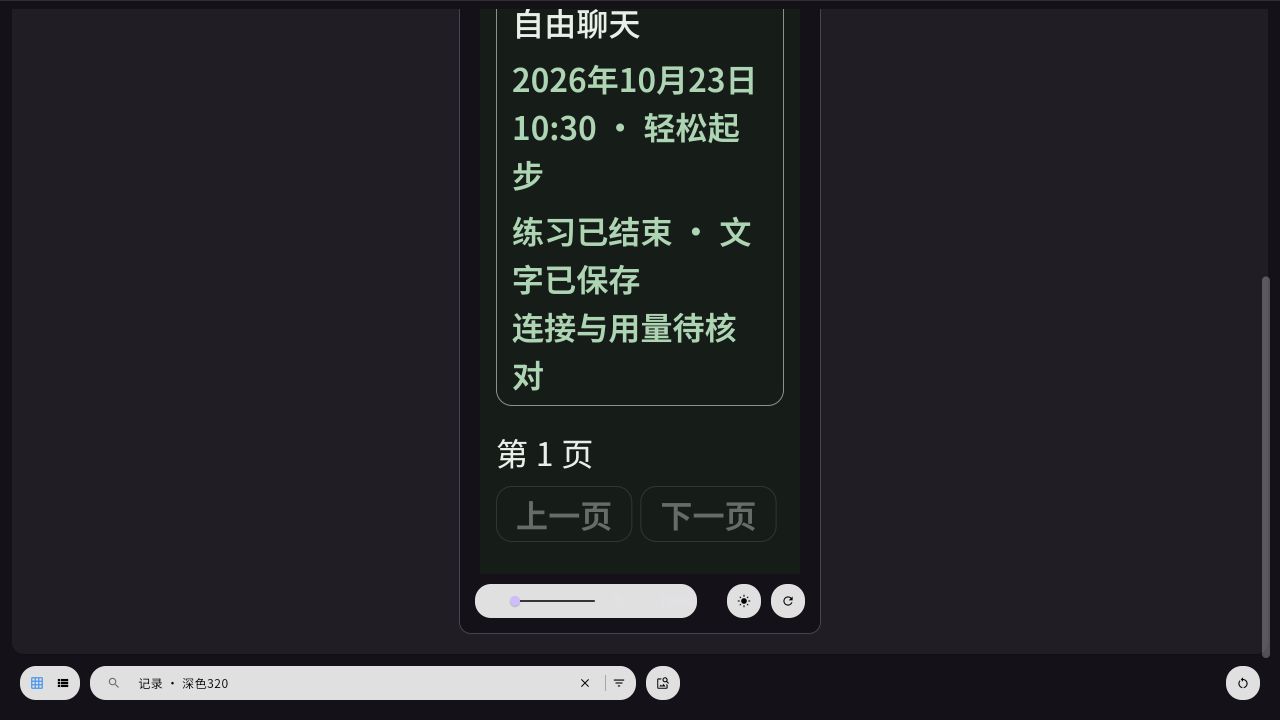 自由聊天
2026年10月23日
10:30 · 轻松起
步
练习已结束 · 文
字已保存
连接与用量待核
对
第 1 页
上一页 下一页
记录 · 深色320